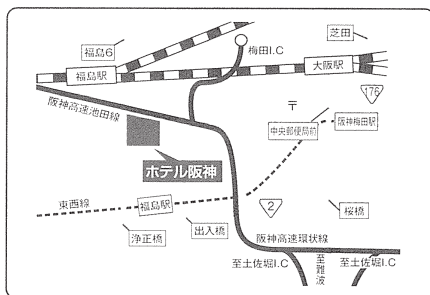 福島6
芝田
梅田I.C
福島駅
大阪駅
176
阪神高速池田線
〒
中央郵便局前
阪神梅田駅
ホテル阪神
東西線
福島駅
2
桜橋
浄正橋
出入橋
阪神高速環状線
至土佐堀I.C
至難波
至土佐堀I.C